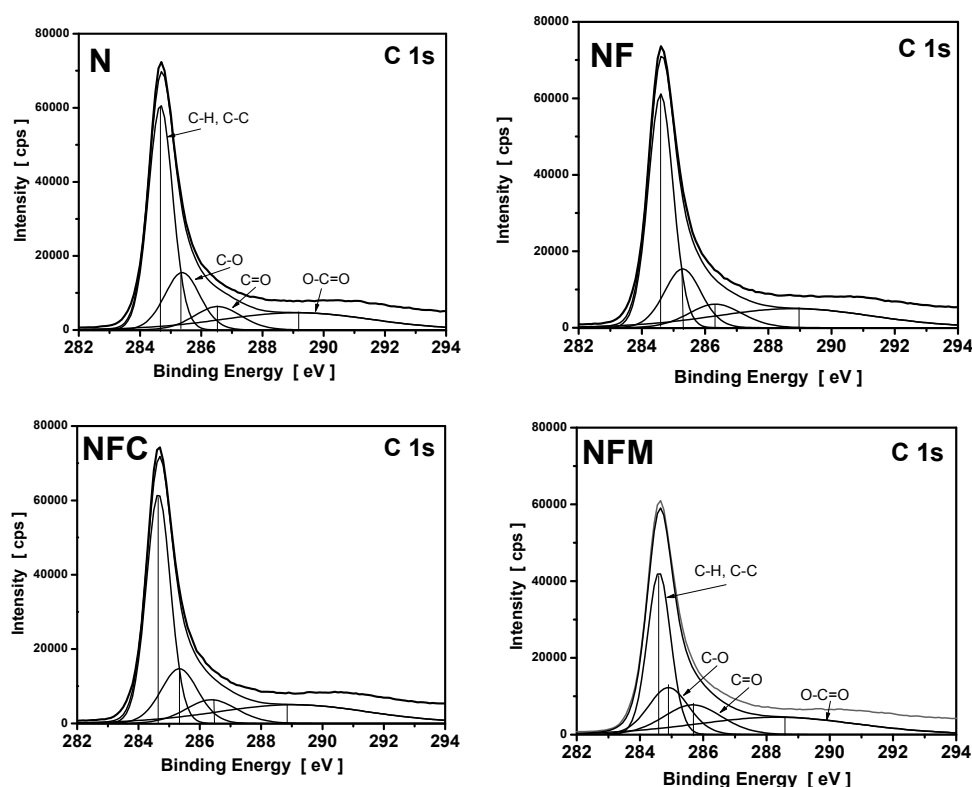 N
C 1s
80000
60000
40000
20000
0
Intensity [ cps]
C-H, C-C
C-O
C=O
O-C=O
282 284 286 288 290 292 294
Binding Energy [ eV]
NF
C 1s
80000
60000
40000
20000
0
Intensity [ cps]
282 284 286 288 290 292 294
Binding Energy [ eV ]
NFC
C 1s
80000
60000
40000
20000
0
Intensity [ cps ]
282 284 286 288 290 292 294
Binding Energy [ eV ]
NFM
C 1s
80000
60000
40000
20000
0
Intensity [ cps ]
C-H, C-C
C-O
C=O
O-C=O
282 284 286 288 290 292 294
Binding Energy [ eV ]